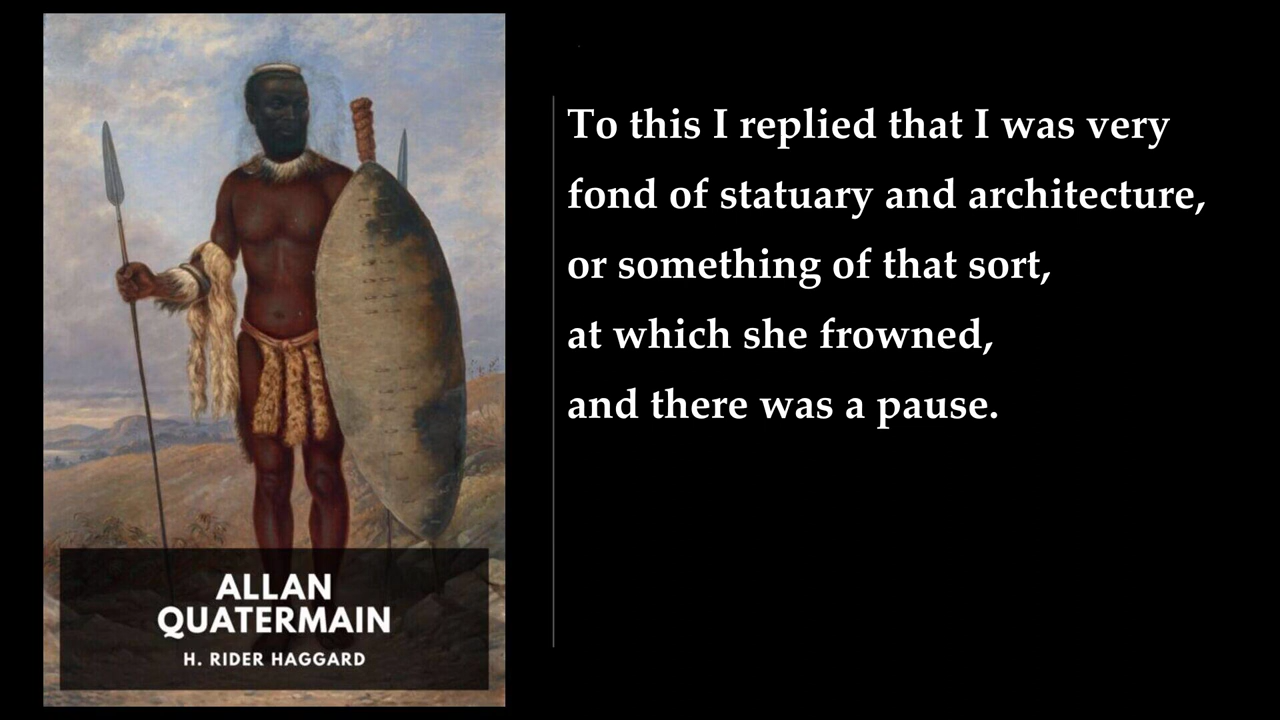 ALLAN
QUATERMAIN
H. RIDER HAGGARD
To this I replied that I was very
fond of statuary and architecture,
or something of that sort,
at which she frowned,
and there was a pause.